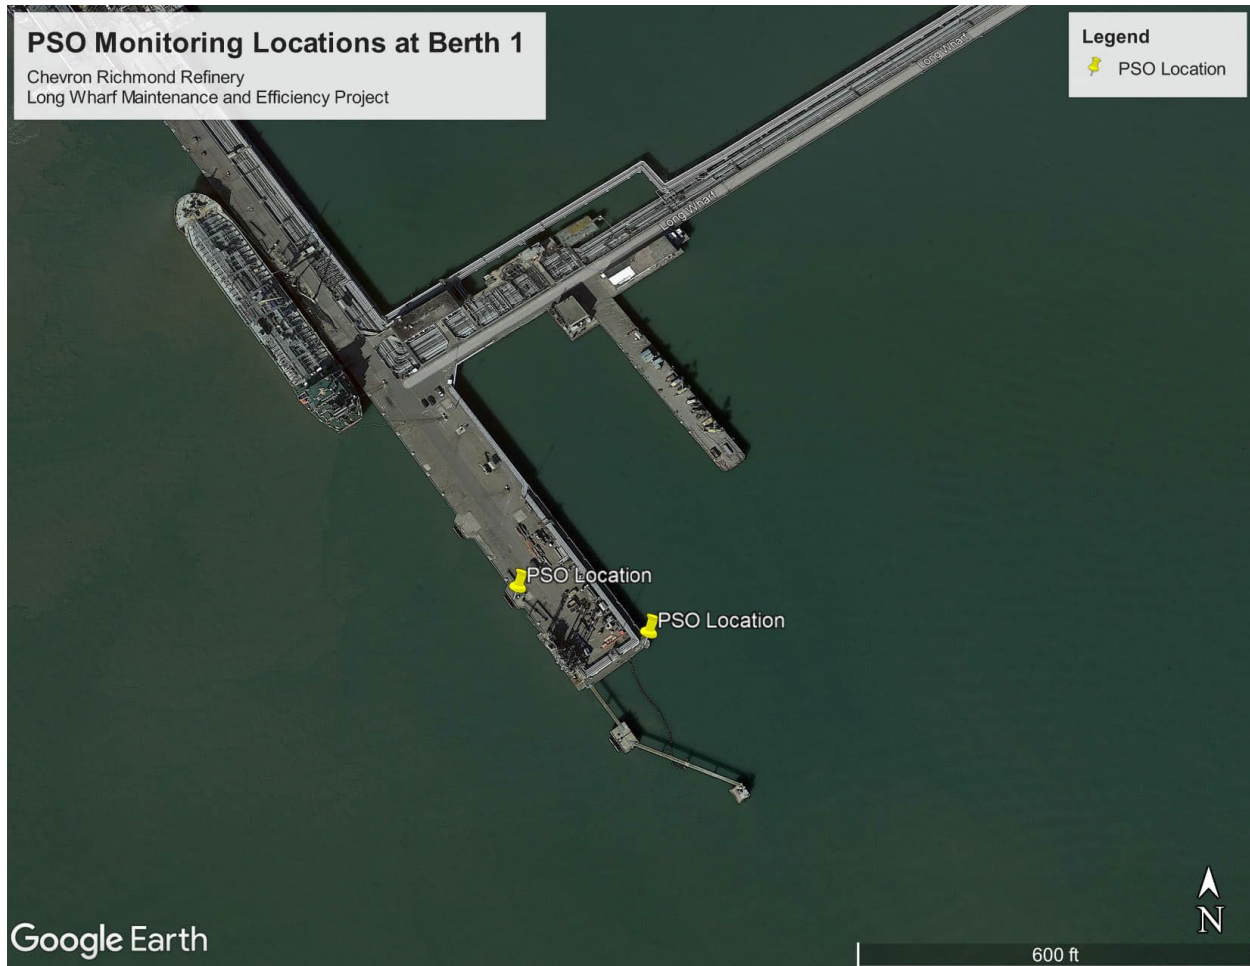 PSO Monitoring Locations at Berth 1
Chevron Richmond Refinery
Long Wharf Maintenance and Efficiency Project
Legend
PSO Location
Long Wharf
Long Wharf
PSO Location
PSO Location
N
Google Earth
600 ft